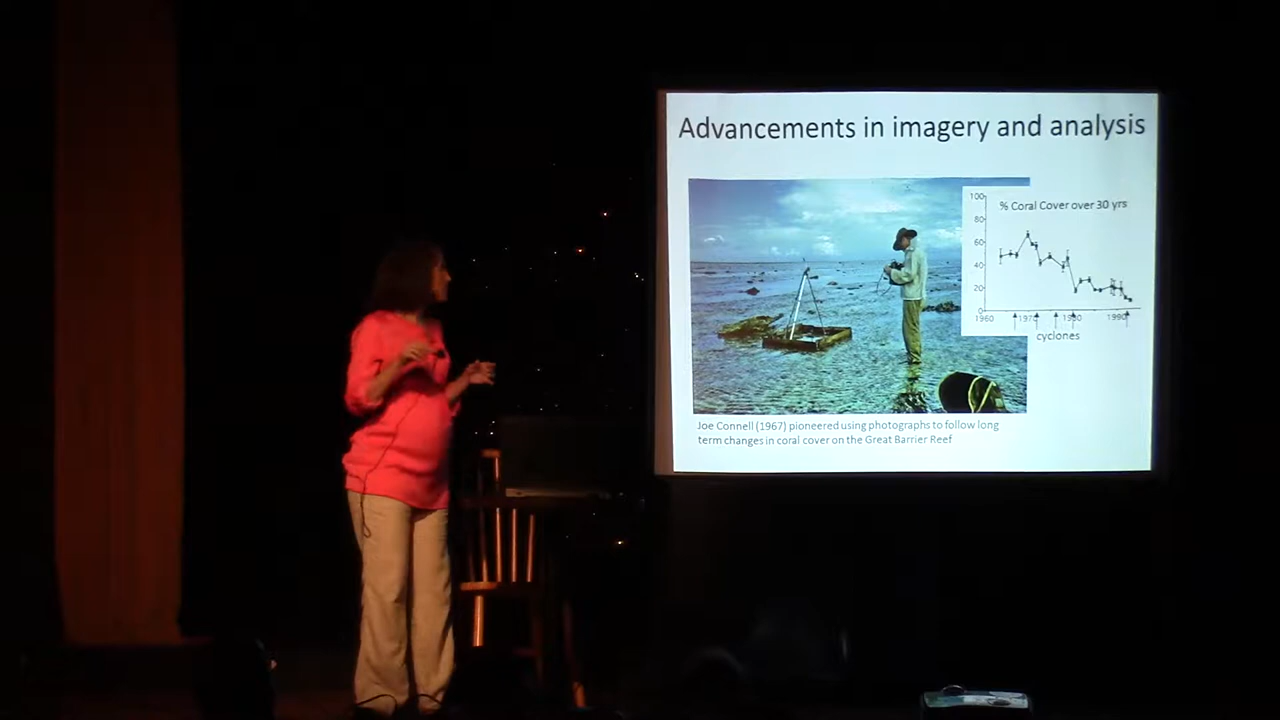 Advancements in imagery and analysis
% Coral Cover over 30 yrs
100
80
60
40
20
0
1960 1970 1980 1990
cyclones
Joe Connell (1967) pioneered using photographs to follow long
term changes in coral cover on the Great Barrier Reef